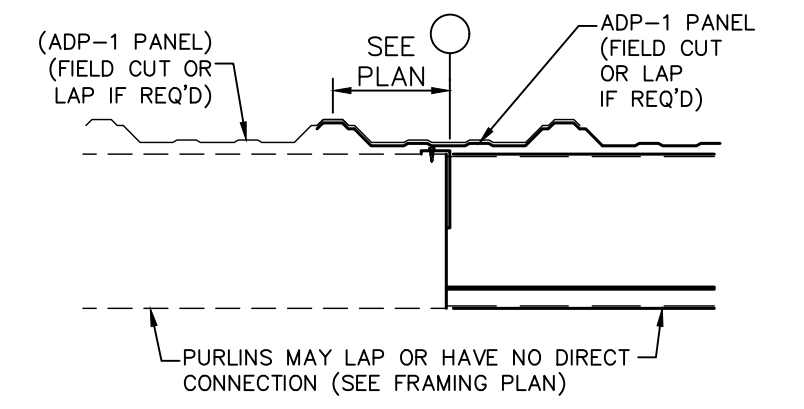 (ADP-1 PANEL)
(FIELD CUT OR
LAP IF REQ'D)
SEE
PLAN
ADP-1 PANEL
(FIELD CUT
OR LAP
IF REQ'D)
PURLINS MAY LAP OR HAVE NO DIRECT
CONNECTION (SEE FRAMING PLAN)